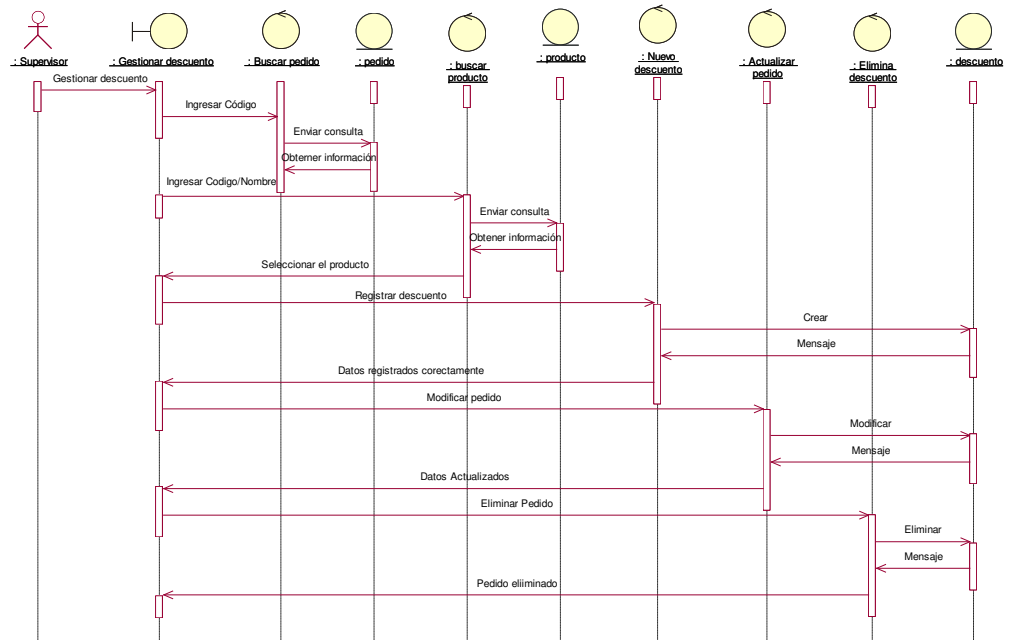 : Supervisor
: Gestionar descuento
: Buscar pedido
: pedido
: buscar
producto
: producto
: Nuevo
descuento
: Actualizar
pedido
: Elimina
descuento
: descuento
Gestionar descuento
Ingresar Código
Enviar consulta
Obterner información
Ingresar Codigo/Nombre
Enviar consulta
Obtener información
Seleccionar el producto
Registrar descuento
Crear
Mensaje
Datos registrados corectamente
Modificar pedido
Modificar
Mensaje
Datos Actualizados
Eliminar Pedido
Eliminar
Mensaje
Pedido eliiminado